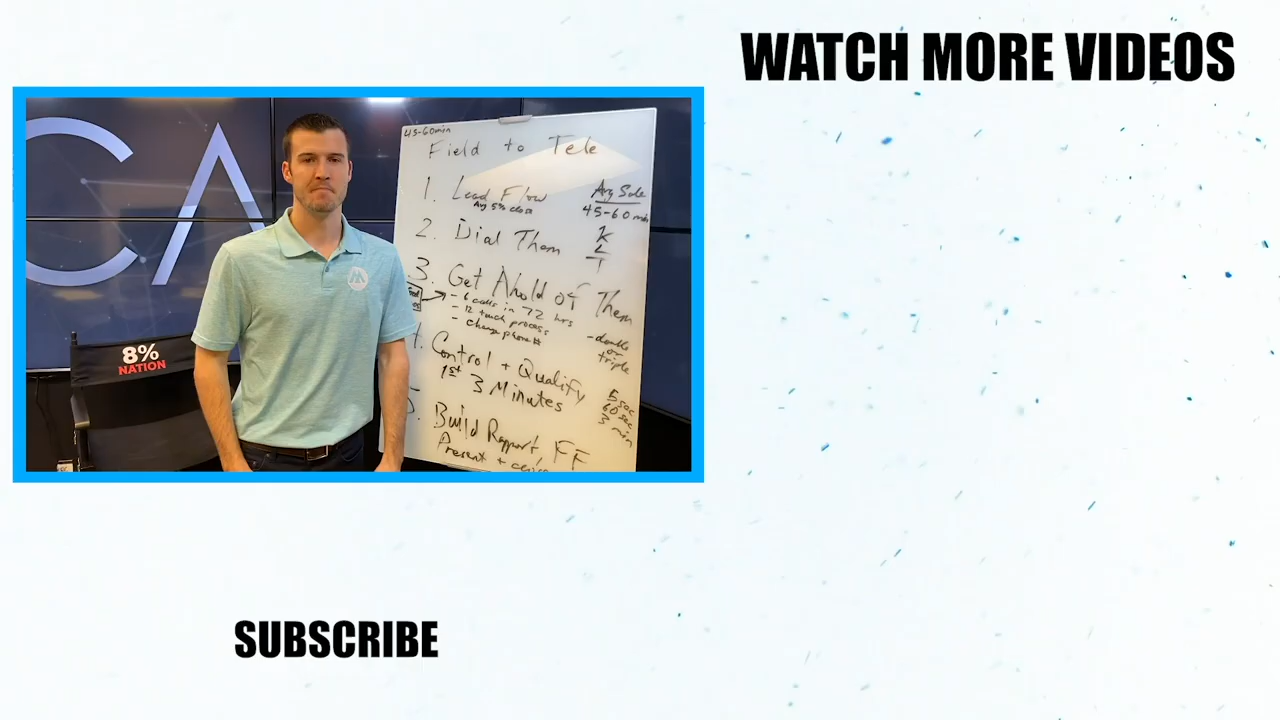 WATCH MORE VIDEOS
CA
8%
NATION
45-60min
Field to Tele
1. Lead Flow
Avg 5% close
Avg Sale
45-60 min
K
L
T
2. Dial Them
3. Get Ahold of Them
- 6 calls in 72 hrs
- 12 touch process
- change phone #
- double
or
triple
4. Control + Qualify
1st 3 Minutes
5 sec
60 sec
3 min
5. Build Rapport, FF
Present +
SUBSCRIBE